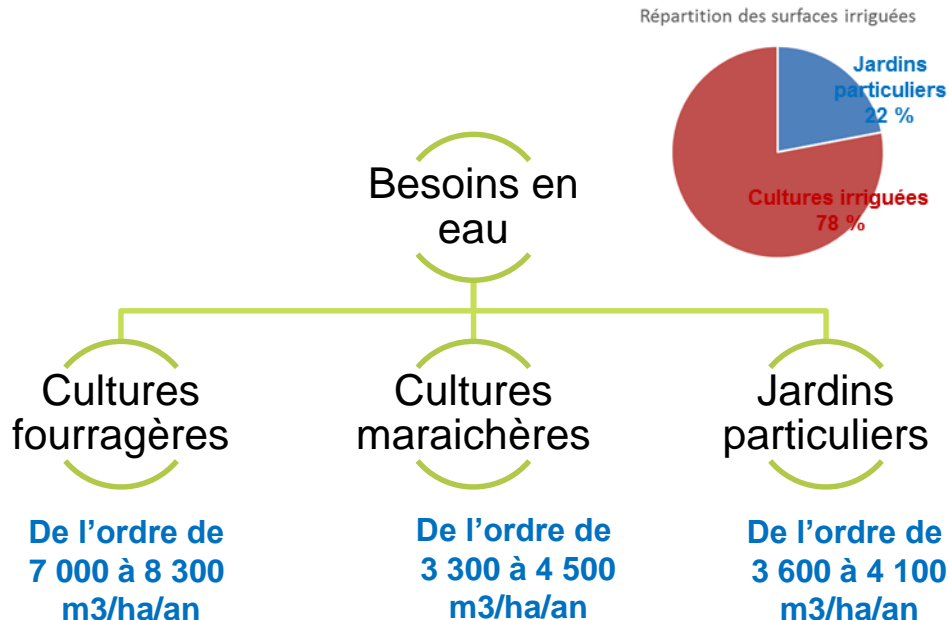 Répartition des surfaces irriguées
Jardins
particuliers
22 %
Cultures irriguées
78 %
Besoins en
eau
Cultures
fourragères
De l’ordre de
7 000 à 8 300
m3/ha/an
Cultures
maraichères
De l’ordre de
3 300 à 4 500
m3/ha/an
Jardins
particuliers
De l’ordre de
3 600 à 4 100
m3/ha/an